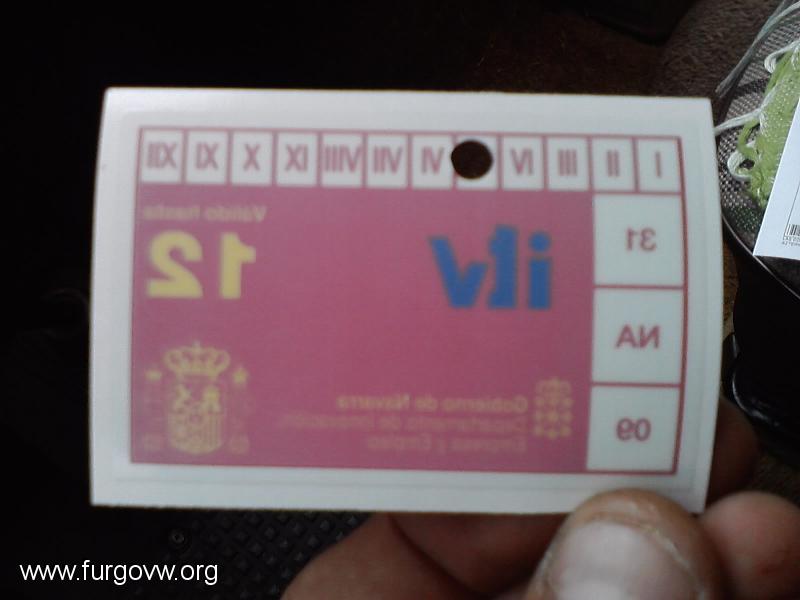 I II III IV VI VII VIII IX X XI XII
31
NA
09
itv
Válido hasta
12
Gobierno de Navarra
Departamento de Innovación,
Empresa y Empleo
www.furgovw.org